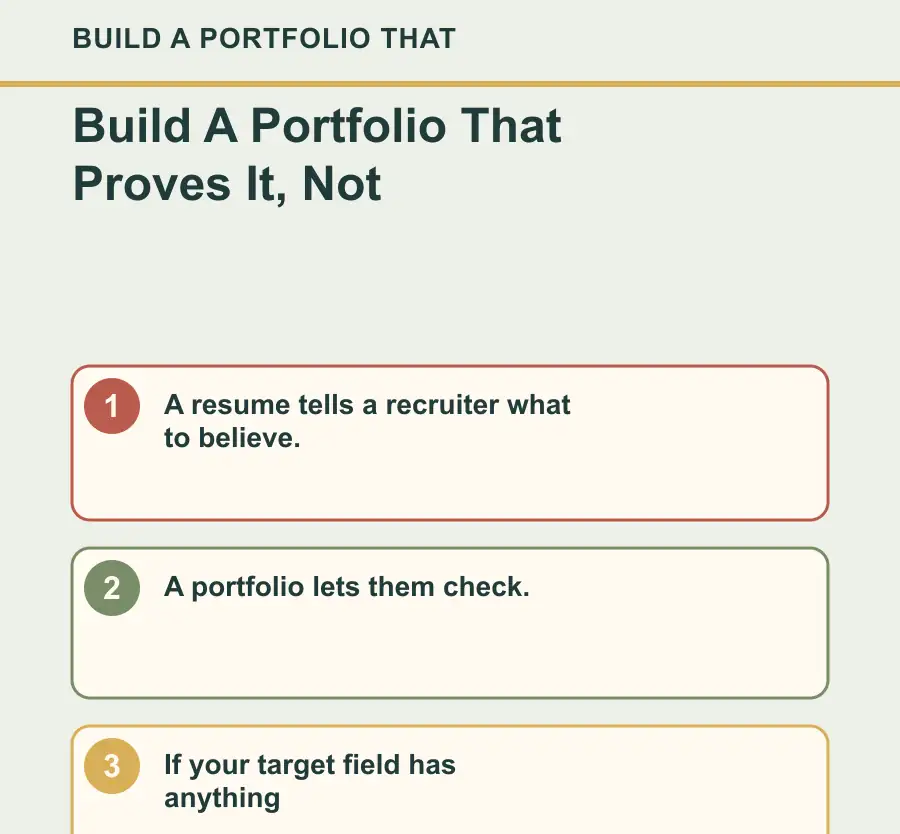 BUILD A PORTFOLIO THAT
Build A Portfolio That
Proves It, Not
1
A resume tells a recruiter what
to believe.
2
A portfolio lets them check.
3
If your target field has
anything